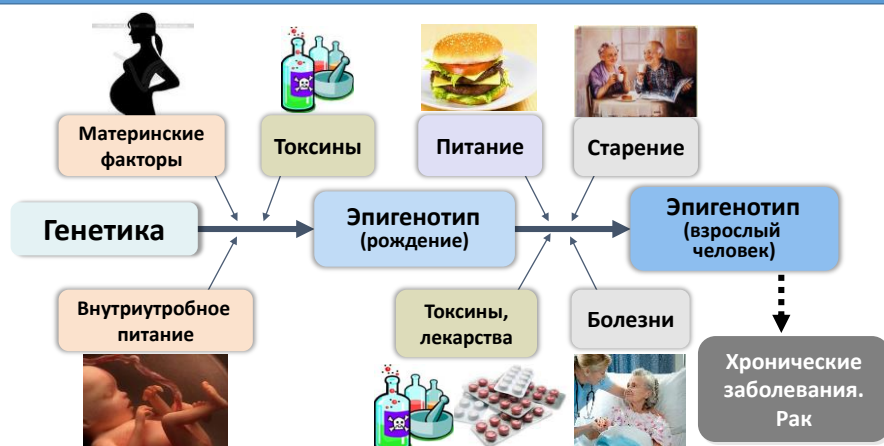 Материнские
факторы
Токсины
Питание
Старение
Генетика
Эпигенотип
(рождение)
Эпигенотип
(взрослый
человек)
Внутриутробное
питание
Токсины,
лекарства
Болезни
Хронические
заболевания.
Рак